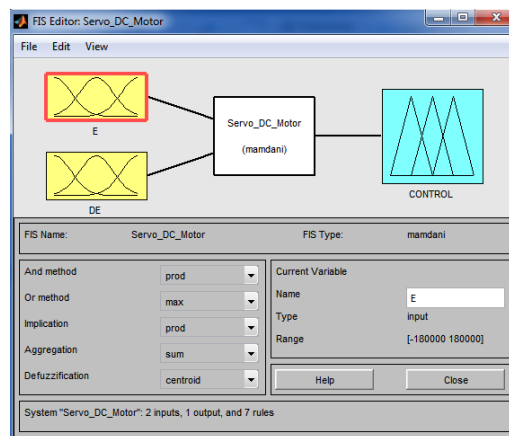 FIS Editor: Servo_DC_Motor
File Edit View
E
DE
Servo_DC_Motor
(mamdani)
CONTROL
FIS Name: Servo_DC_Motor FIS Type: mamdani
And method prod
Or method max
Implication prod
Aggregation sum
Defuzzification centroid
Current Variable
Name E
Type input
Range [-180000 180000]
Help Close
System "Servo_DC_Motor": 2 inputs, 1 output, and 7 rules